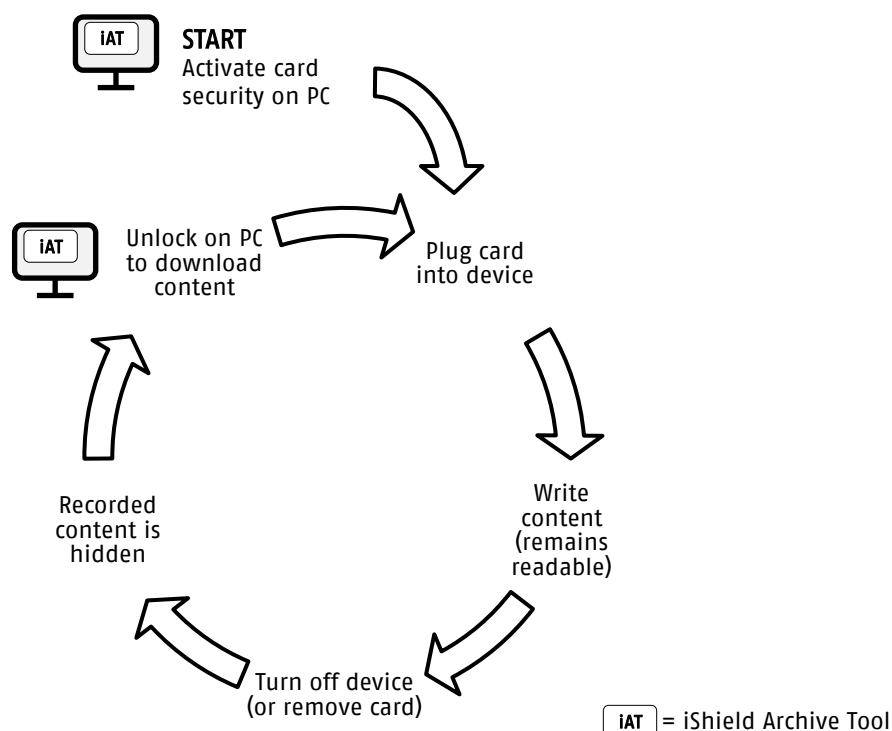 iAT
START
Activate card
security on PC
iAT
Unlock on PC
to download
content
Plug card
into device
Write
content
(remains
readable)
Turn off device
(or remove card)
Recorded
content is
hidden
iAT = iShield Archive Tool